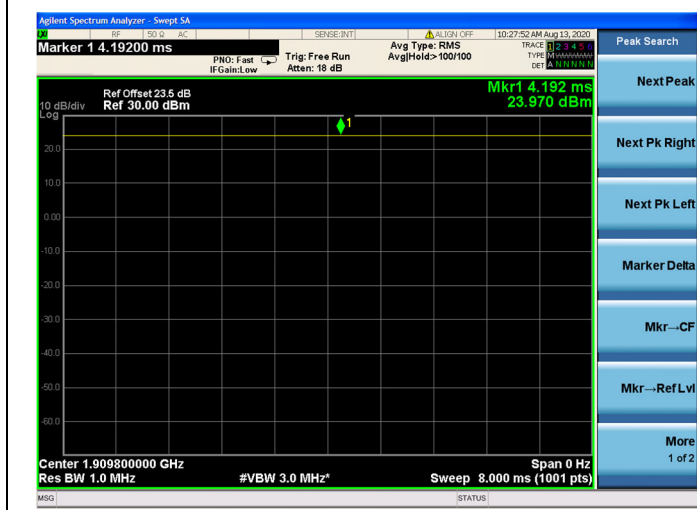 Agilent Spectrum Analyzer - Swept SA
LXI RF 50 Ω AC SENSE:INT ALIGN OFF 10:27:52 AM Aug 13, 2020
Marker 1 4.19200 ms
PNO: Fast
IFGain:Low
Trig: Free Run
Atten: 18 dB
Avg Type: RMS
Avg|Hold:>100/100
TRACE 1 2 3 4 5 6
TYPE M
DET A N N N N N
Peak Search
Next Peak
Next Pk Right
Next Pk Left
Marker Delta
Mkr→CF
Mkr→Ref Lvl
More
1 of 2
Mkr1 4.192 ms
23.970 dBm
Ref Offset 23.5 dB
10 dB/div Ref 30.00 dBm
Log
1
20.0
10.0
0.00
-10.0
-20.0
-30.0
-40.0
-50.0
-60.0
Center 1.909800000 GHz Span 0 Hz
Res BW 1.0 MHz #VBW 3.0 MHz* Sweep 8.000 ms (1001 pts)
MSG STATUS